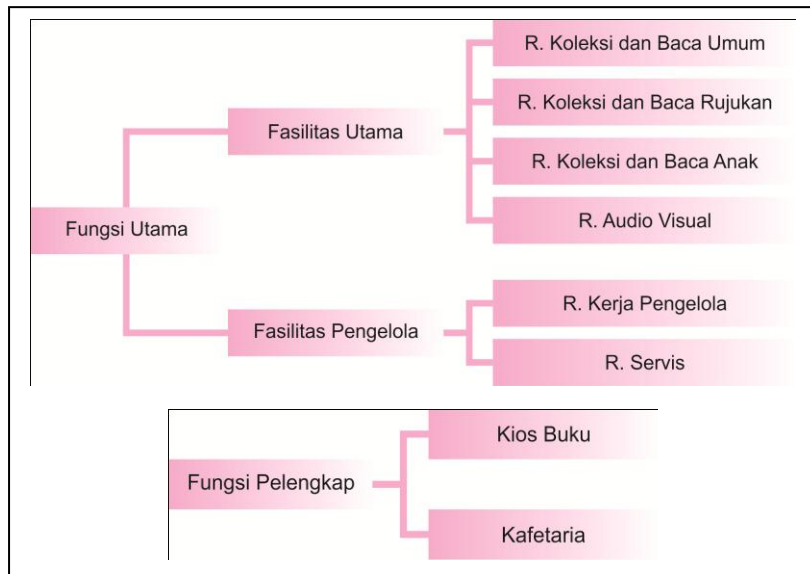 Fungsi Utama
Fasilitas Utama
R. Koleksi dan Baca Umum
R. Koleksi dan Baca Rujukan
R. Koleksi dan Baca Anak
R. Audio Visual
Fasilitas Pengelola
R. Kerja Pengelola
R. Servis
Fungsi Pelengkap
Kios Buku
Kafetaria